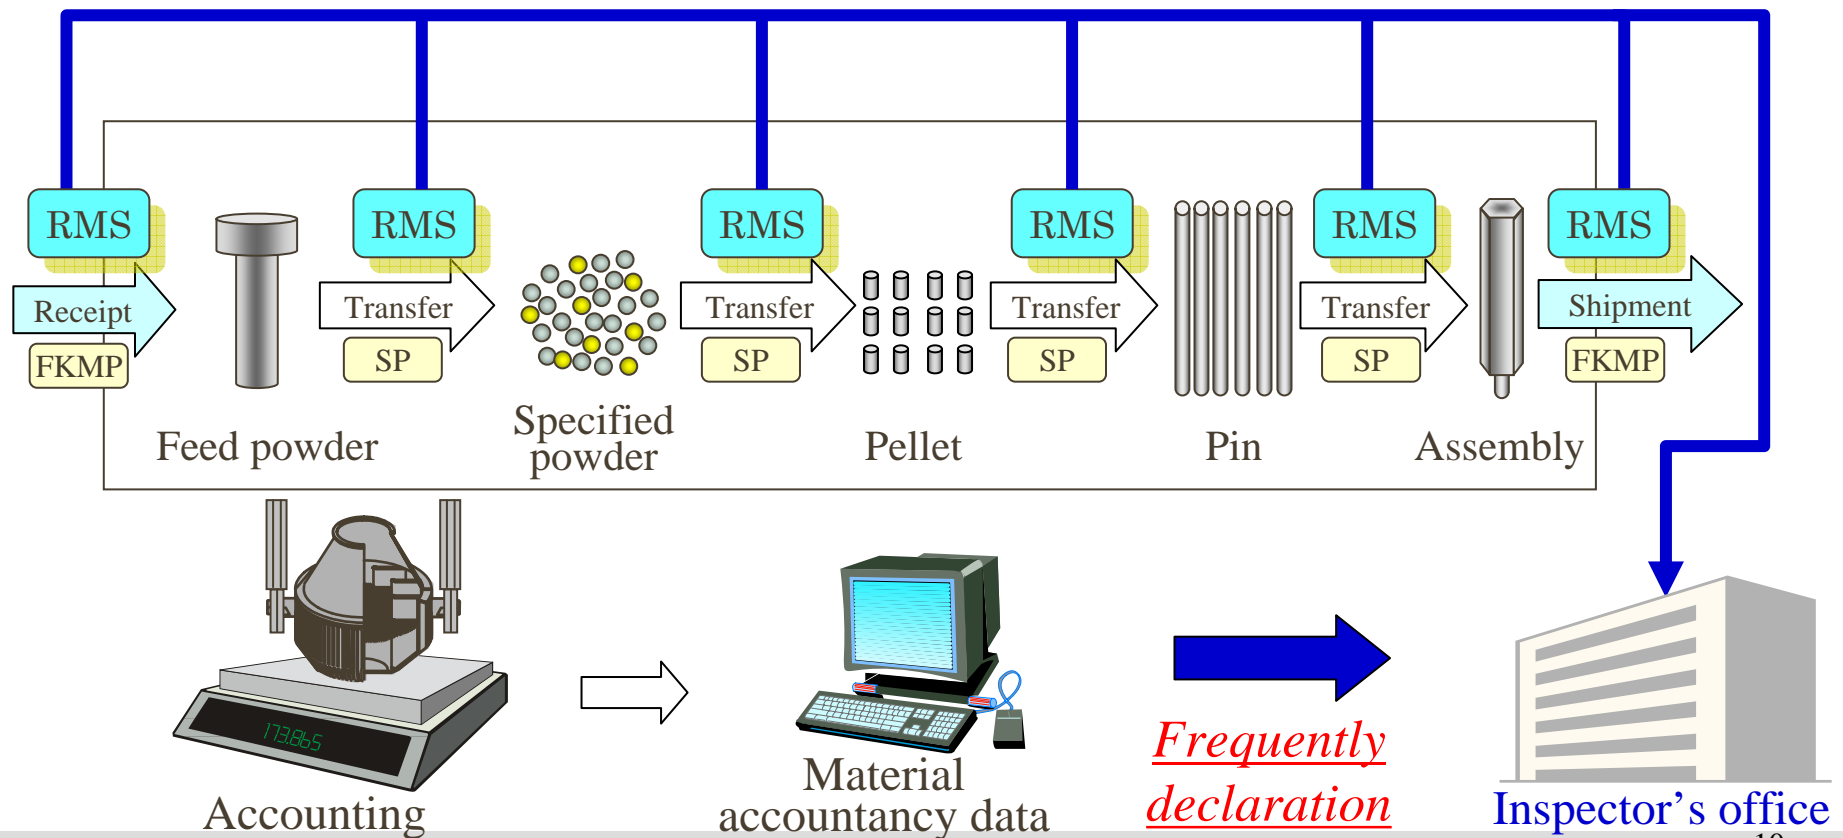 RMS RMS RMS RMS RMS RMS
Receipt Transfer Transfer Transfer Transfer Shipment
FKMP SP SP SP SP FKMP
Feed powder
Specified
powder
Pellet
Pin
Assembly
173.865
Accounting
Material
accountancy data
Frequently
declaration
Inspector's office